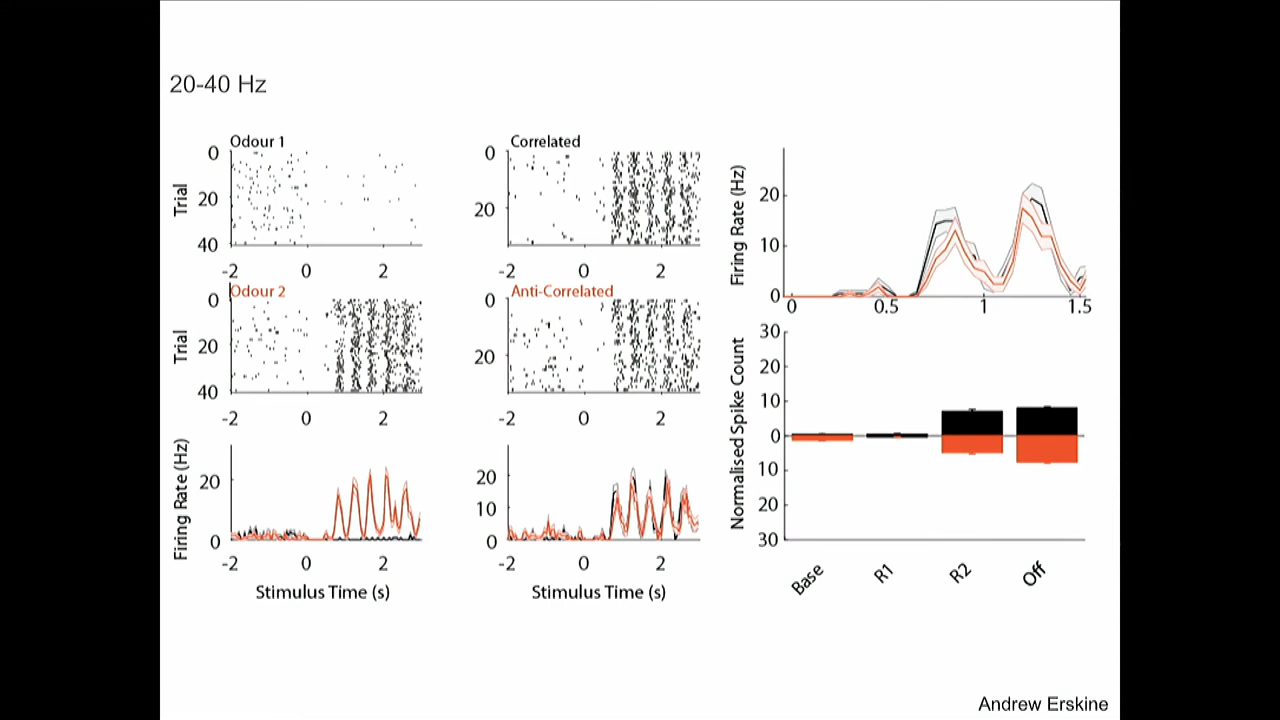 20-40 Hz
Odour 1
0
20
40
Trial
-2 0 2
Correlated
0
20
-2 0 2
Odour 2
0
20
40
Trial
-2 0 2
Anti-Correlated
0
20
-2 0 2
Firing Rate (Hz)
20
0
-2 0 2
Stimulus Time (s)
20
10
0
-2 0 2
Stimulus Time (s)
Firing Rate (Hz)
20
10
0
0 0.5 1 1.5
Normalised Spike Count
30
20
10
0
10
20
30
Base R1 R2 Off
Andrew Erskine